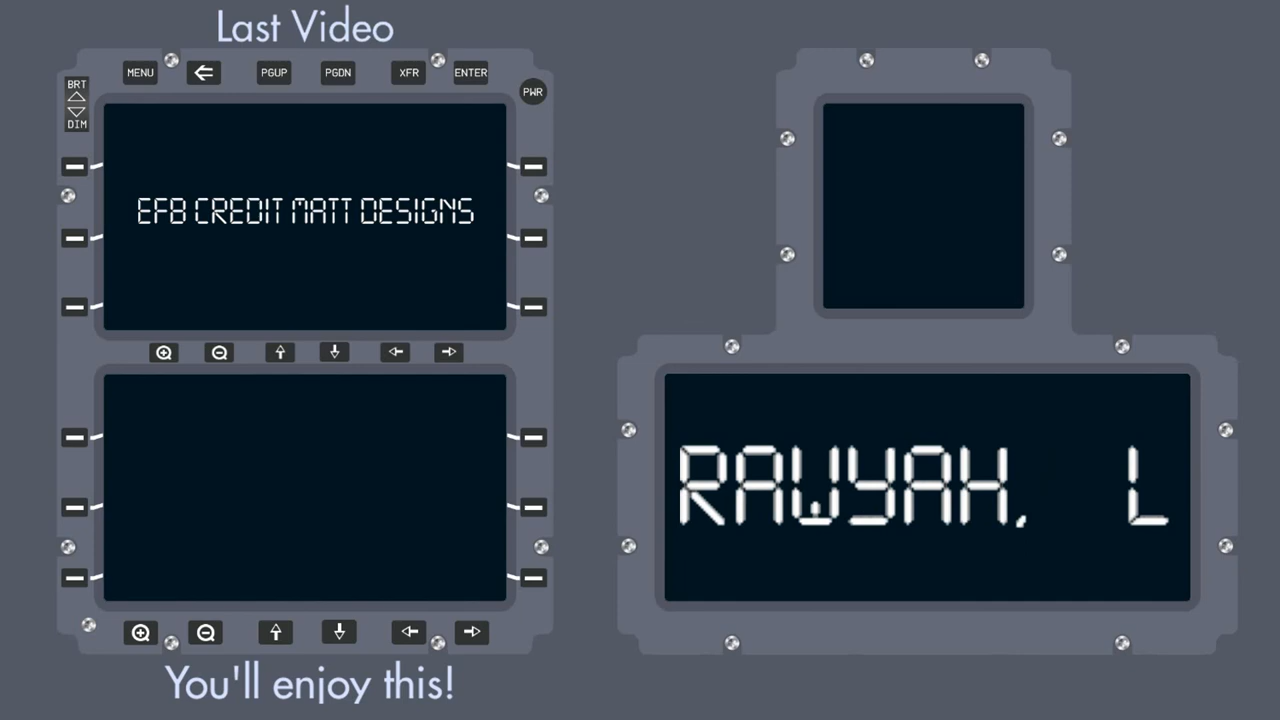 Last Video
MENU
PGUP
PGDN
XFR
ENTER
BRT
DIM
PWR
EFB CREDIT MATT DESIGNS
RAWYAH, L
You'll enjoy this!